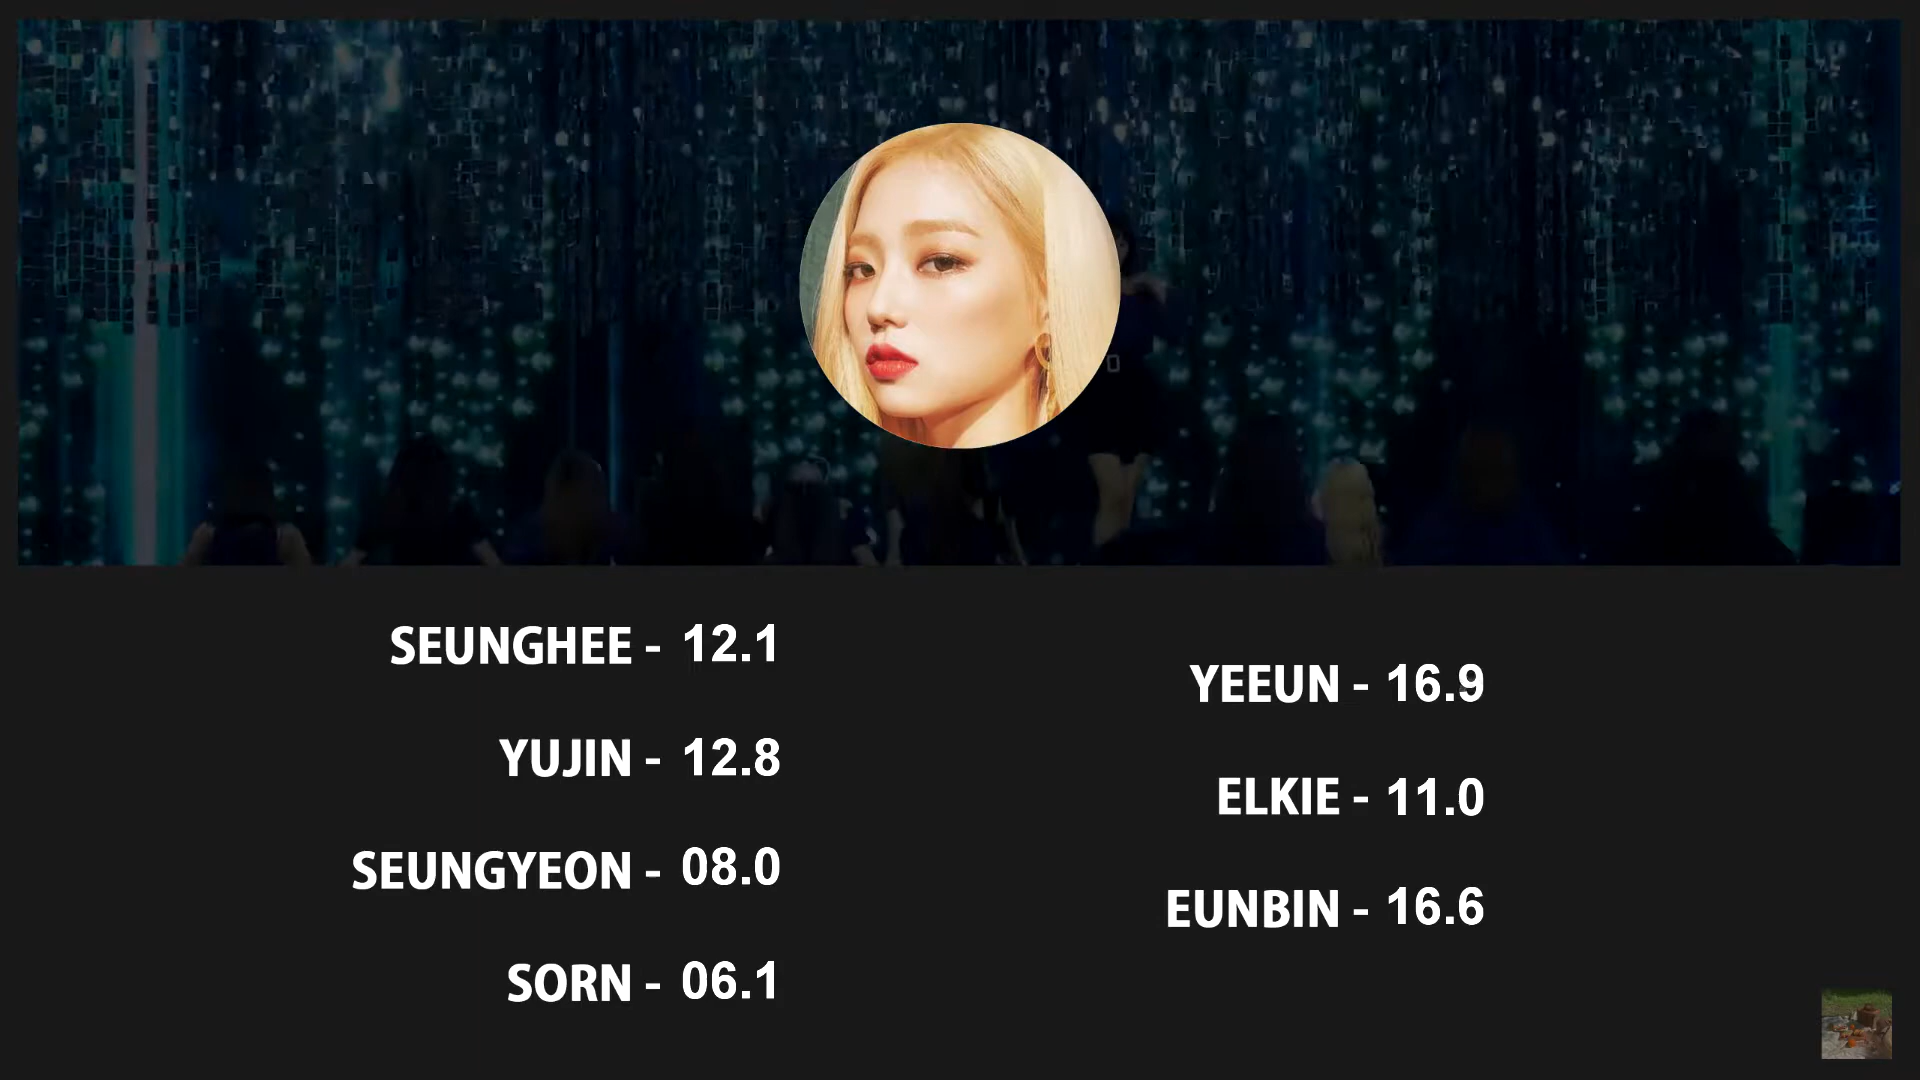 SEUNGHEE - 12.1
YUJIN - 12.8
SEUNGYEON - 08.0
SORN - 06.1
YEEUN - 16.9
ELKIE - 11.0
EUNBIN - 16.6